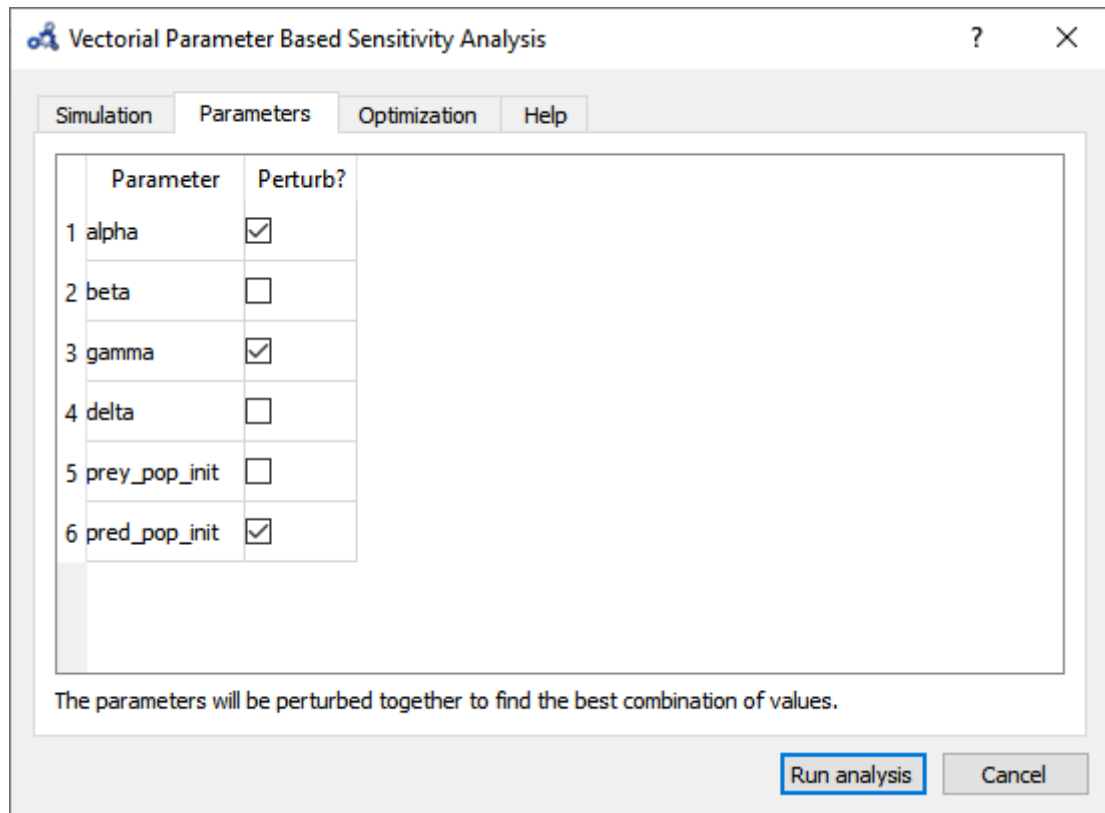 Vectorial Parameter Based Sensitivity Analysis ?
Simulation Parameters Optimization Help
Parameter Perturb?
1 alpha
2 beta
3 gamma
4 delta
5 prey_pop_init
6 pred_pop_init
The parameters will be perturbed together to find the best combination of values.
Run analysis Cancel